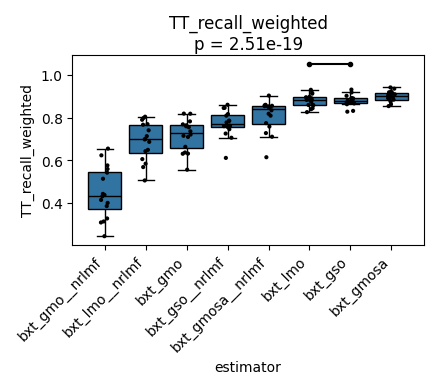 TT_recall_weighted
p = 2.51e-19
TT_recall_weighted
1.0
0.8
0.6
0.4
bxt_gmo__nrlmf
bxt_lmo__nrlmf
bxt_gmo
bxt_gso__nrlmf
bxt_gmosa__nrlmf
bxt_lmo
bxt_gso
bxt_gmosa
estimator